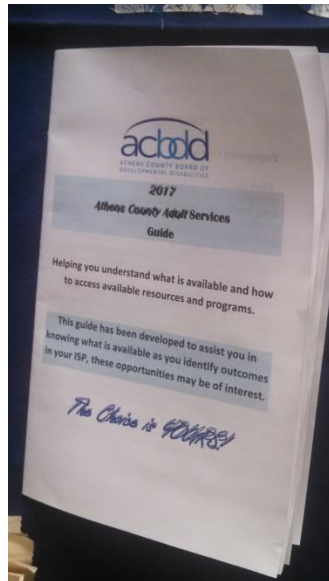 acbdd
ATHENS COUNTY BOARD OF
DEVELOPMENTAL DISABILITIES
2017
Athens County Adult Services
Guide
Helping you understand what is available and how
to access available resources and programs.
This guide has been developed to assist you in
knowing what is available as you identify outcomes
in your ISP, these opportunities may be of interest.
The Choice is YOURS!